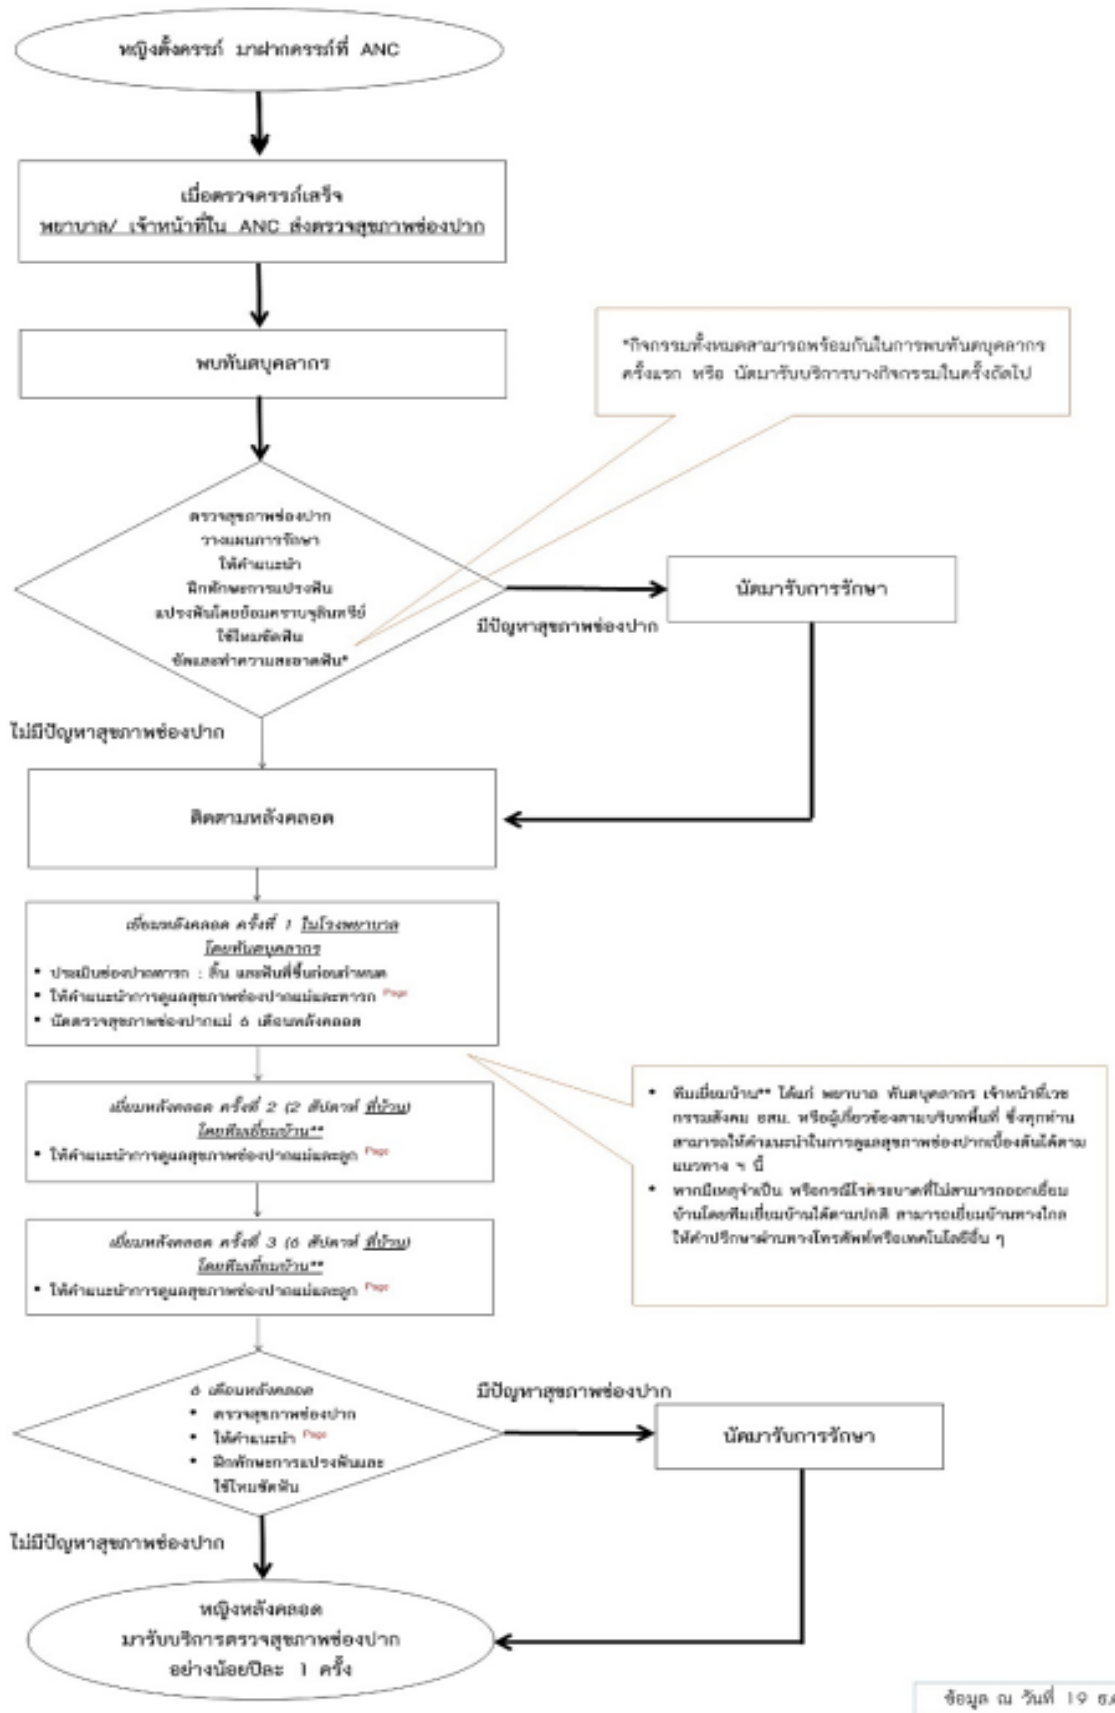 หญิงตั้งครรภ์ มาฝากครรภ์ที่ ANC
เมื่อตรวจครรภ์เสร็จ
พยาบาล/ เจ้าหน้าที่ใน ANC ส่งตรวจสุขภาพช่องปาก
พบทันตบุคลากร
*กิจกรรมทั้งหมดสามารถพร้อมกันในการพบทันตบุคลากร
ครั้งแรก หรือ นัดมารับบริการบางกิจกรรมในครั้งถัดไป
ตรวจสุขภาพช่องปาก
วางแผนการรักษา
ให้คำแนะนำ
ฝึกทักษะการแปรงฟัน
แปรงฟันโดยย้อมคราบจุลินทรีย์
ใช้ไหมขัดฟัน
ขัดและทำความสะอาดฟัน*
มีปัญหาสุขภาพช่องปาก
นัดมารับการรักษา
ไม่มีปัญหาสุขภาพช่องปาก
ติดตามหลังคลอด
เยี่ยมหลังคลอด ครั้งที่ 1 ในโรงพยาบาล
โดยทันตบุคลากร
• ประเมินช่องปากทารก : ลิ้น และฟันที่ขึ้นก่อนกำหนด
• ให้คำแนะนำการดูแลสุขภาพช่องปากแม่และทารก Page
• นัดตรวจสุขภาพช่องปากแม่ 6 เดือนหลังคลอด
เยี่ยมหลังคลอด ครั้งที่ 2 (2 สัปดาห์ ที่บ้าน)
โดยทีมเยี่ยมบ้าน**
• ให้คำแนะนำการดูแลสุขภาพช่องปากแม่และลูก Page
เยี่ยมหลังคลอด ครั้งที่ 3 (6 สัปดาห์ ที่บ้าน)
โดยทีมเยี่ยมบ้าน**
• ให้คำแนะนำการดูแลสุขภาพช่องปากแม่และลูก Page
• ทีมเยี่ยมบ้าน** ได้แก่ พยาบาล ทันตบุคลากร เจ้าหน้าที่เวช
กรรมสังคม อสม. หรือผู้เกี่ยวข้องตามบริบทพื้นที่ ซึ่งทุกท่าน
สามารถให้คำแนะนำในการดูแลสุขภาพช่องปากเบื้องต้นได้ตาม
แนวทาง ฯ นี้
• หากมีเหตุจำเป็น หรือกรณีโรคระบาดที่ไม่สามารถออกเยี่ยม
บ้านโดยทีมเยี่ยมบ้านได้ตามปกติ สามารถเยี่ยมบ้านทางไกล
ให้คำปรึกษาผ่านทางโทรศัพท์หรือเทคโนโลยีอื่น ๆ
6 เดือนหลังคลอด
• ตรวจสุขภาพช่องปาก
• ให้คำแนะนำ Page
• ฝึกทักษะการแปรงฟันและ
ใช้ไหมขัดฟัน
มีปัญหาสุขภาพช่องปาก
นัดมารับการรักษา
ไม่มีปัญหาสุขภาพช่องปาก
หญิงหลังคลอด
มารับบริการตรวจสุขภาพช่องปาก
อย่างน้อยปีละ 1 ครั้ง
ข้อมูล ณ วันที่ 19 ธ.ค